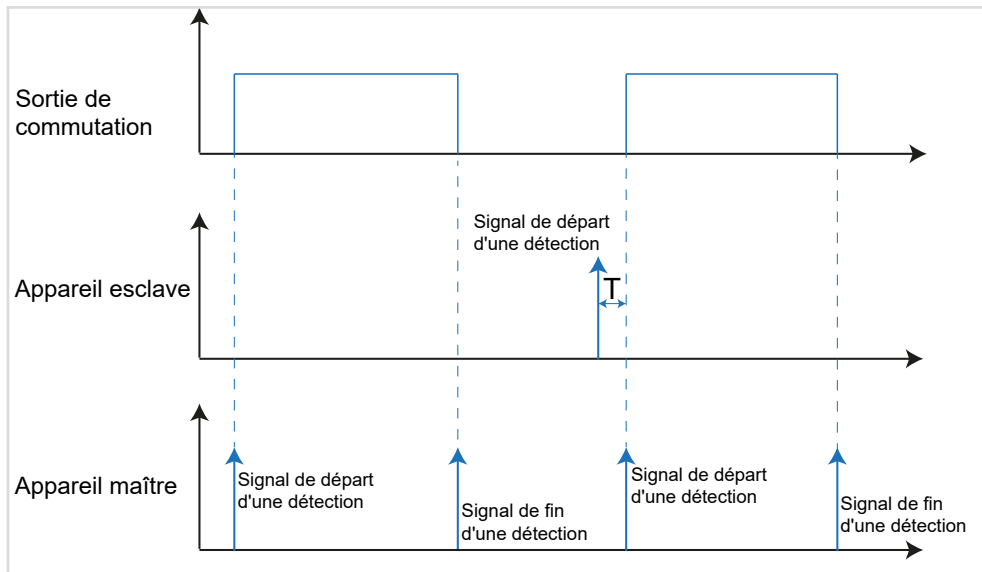 Sortie de
commutation
Signal de départ
d'une détection
Appareil esclave
T
Appareil maître
Signal de départ
d'une détection
Signal de fin
d'une détection
Signal de départ
d'une détection
Signal de fin
d'une détection